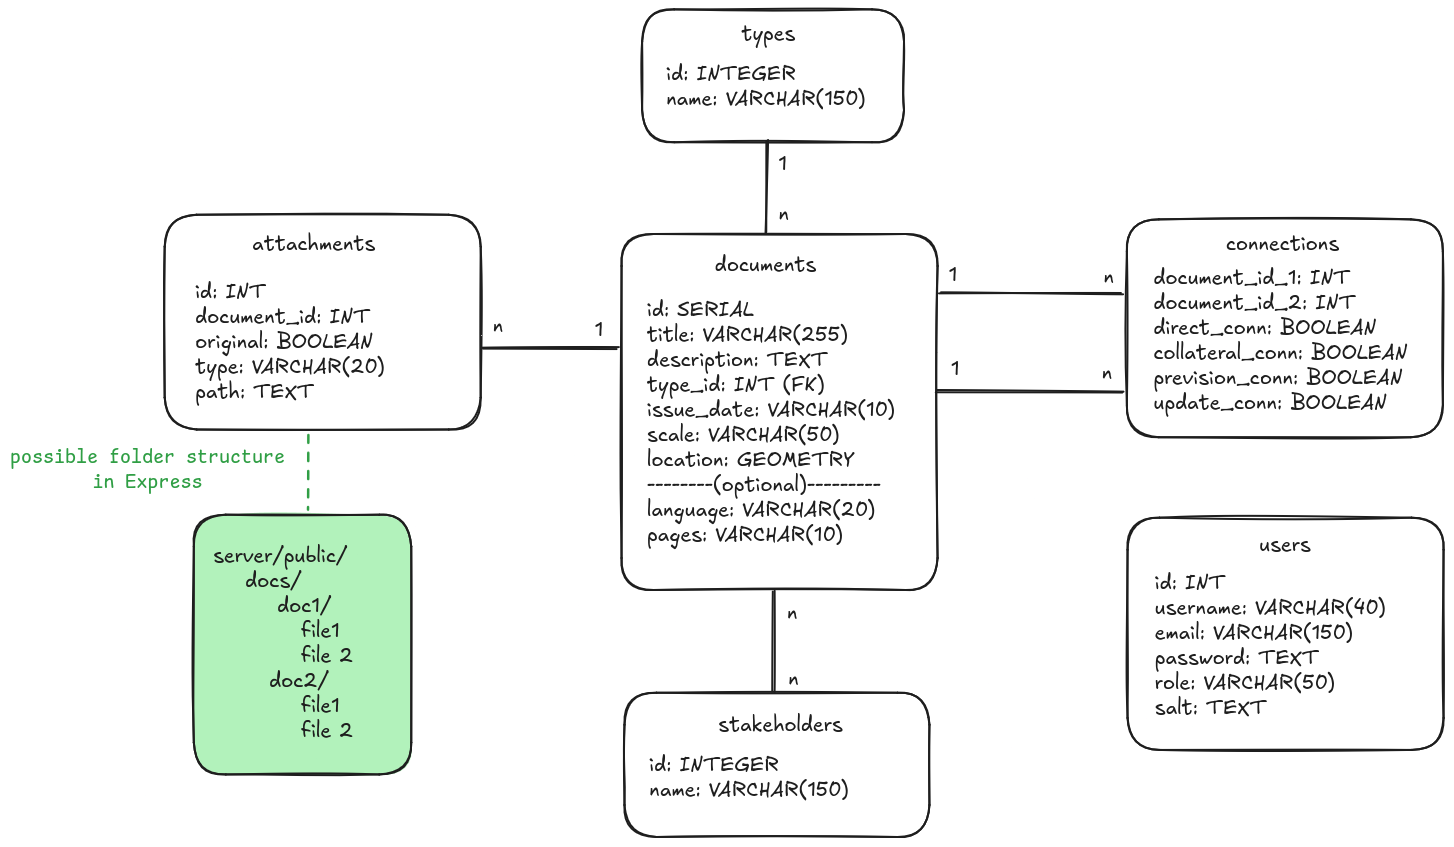 types
id: INTEGER
name: VARCHAR(150)
1
n
attachments
id: INT
document_id: INT
original: BOOLEAN
type: VARCHAR(20)
path: TEXT
n
1
documents
id: SERIAL
title: VARCHAR(255)
description: TEXT
type_id: INT (FK)
issue_date: VARCHAR(10)
scale: VARCHAR(50)
location: GEOMETRY
--------(optional)---------
language: VARCHAR(20)
pages: VARCHAR(10)
1
n
1
n
connections
document_id_1: INT
document_id_2: INT
direct_conn: BOOLEAN
collateral_conn: BOOLEAN
prevision_conn: BOOLEAN
update_conn: BOOLEAN
possible folder structure
in Express
server/public/
docs/
doc1/
file1
file 2
doc2/
file1
file 2
n
n
stakeholders
id: INTEGER
name: VARCHAR(150)
users
id: INT
username: VARCHAR(40)
email: VARCHAR(150)
password: TEXT
role: VARCHAR(50)
salt: TEXT